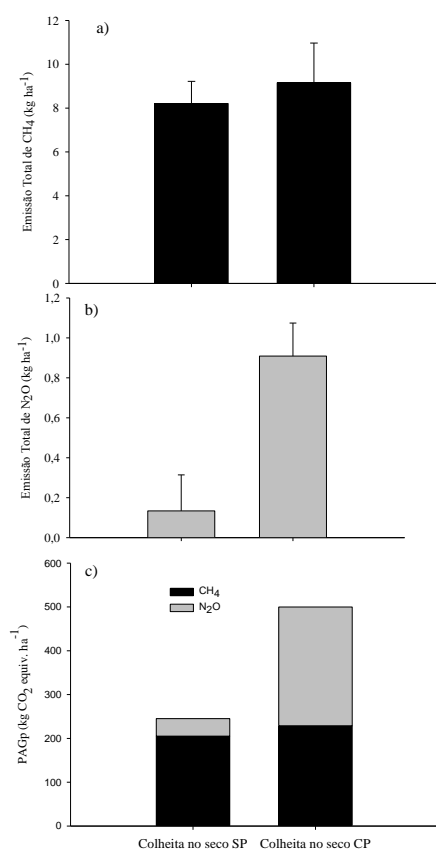 a)
Emissão Total de CH4 (kg ha-1)
12
10
8
6
4
2
0
b)
Emissão Total de N2O (kg ha-1)
1,2
1,0
0,8
0,6
0,4
0,2
0,0
c)
PAGp (kg CO2 equiv. ha-1)
600
500
400
300
200
100
0
CH4
N2O
Colheita no seco SP Colheita no seco CP